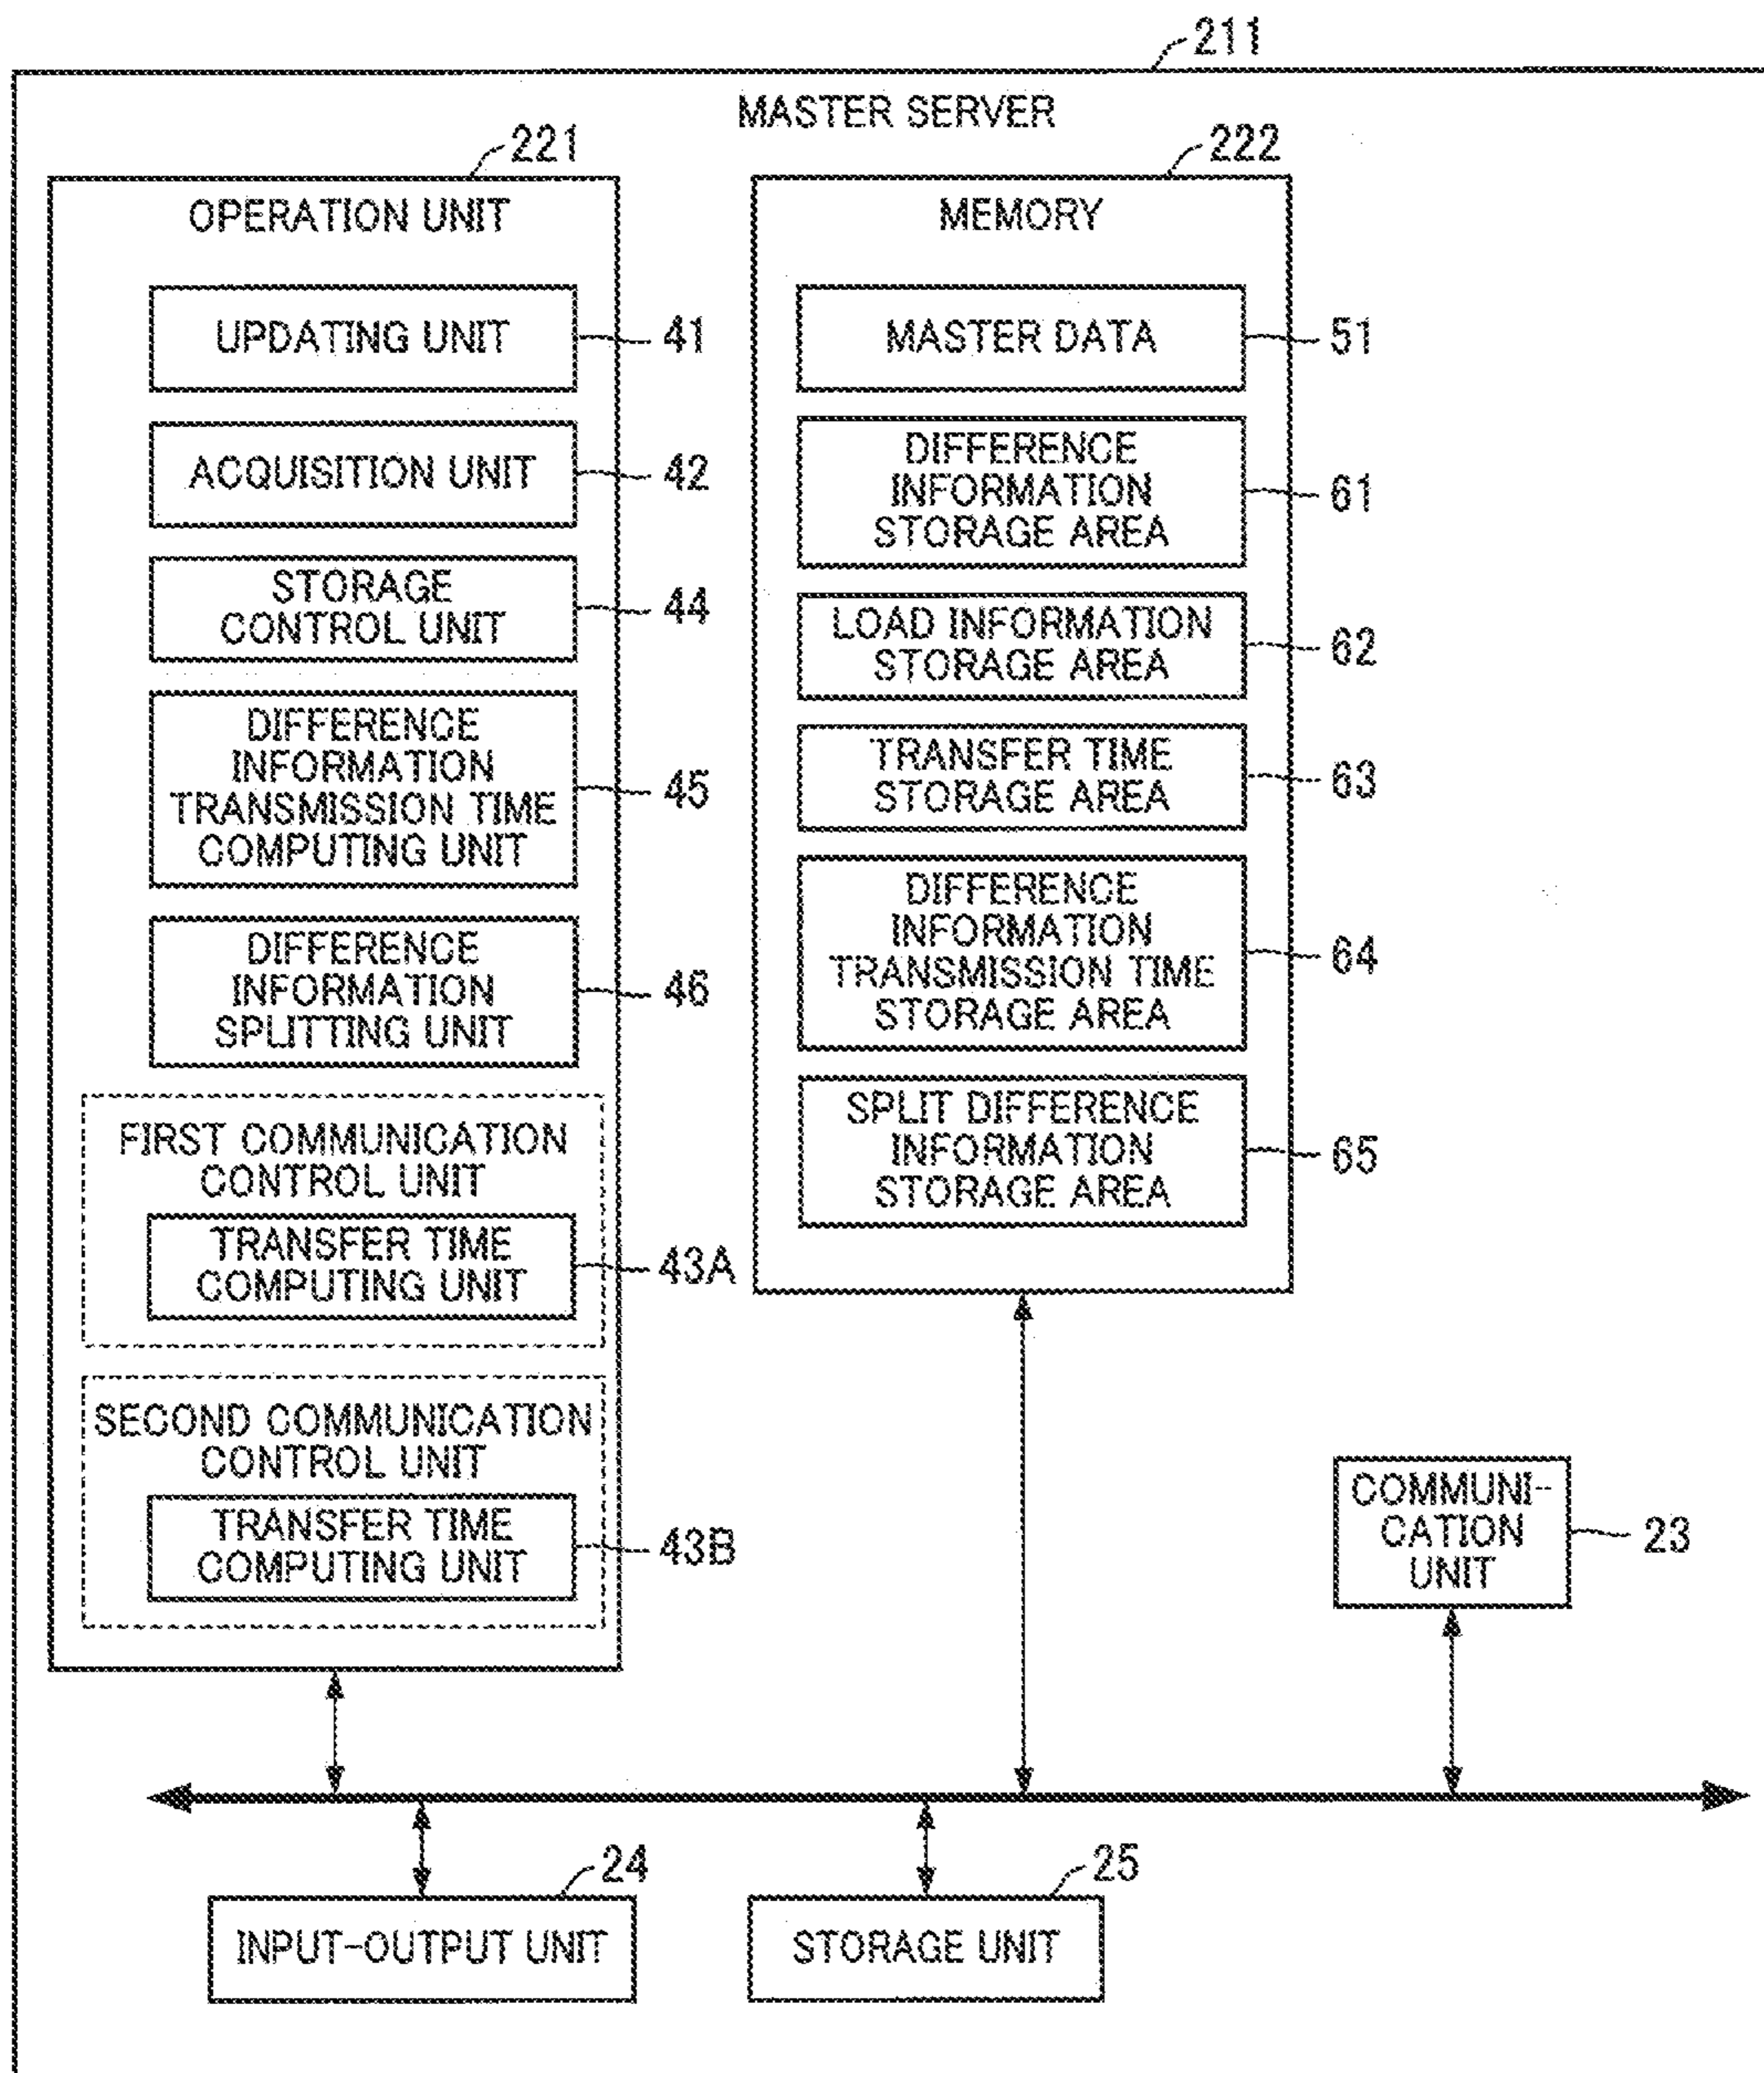 211
MASTER SERVER
221
OPERATION UNIT
UPDATING UNIT
41
ACQUISITION UNIT
42
STORAGE
CONTROL UNIT
44
DIFFERENCE
INFORMATION
TRANSMISSION TIME
COMPUTING UNIT
45
DIFFERENCE
INFORMATION
SPLITTING UNIT
46
FIRST COMMUNICATION
CONTROL UNIT
TRANSFER TIME
COMPUTING UNIT
43A
SECOND COMMUNICATION
CONTROL UNIT
TRANSFER TIME
COMPUTING UNIT
43B
222
MEMORY
MASTER DATA
51
DIFFERENCE
INFORMATION
STORAGE AREA
61
LOAD INFORMATION
STORAGE AREA
62
TRANSFER TIME
STORAGE AREA
63
DIFFERENCE
INFORMATION
TRANSMISSION TIME
STORAGE AREA
64
SPLIT DIFFERENCE
INFORMATION
STORAGE AREA
65
COMMUNI-
CATION
UNIT
23
24
INPUT-OUTPUT UNIT
25
STORAGE UNIT